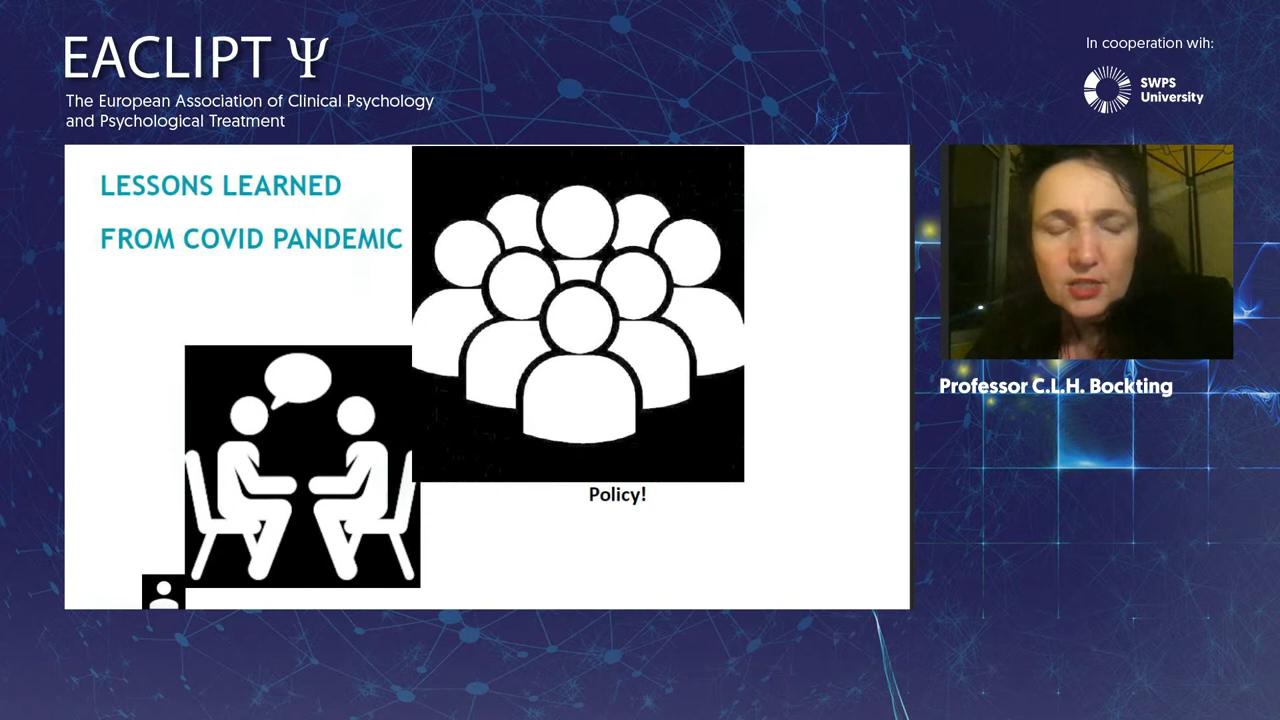 EACLIPT Ψ
The European Association of Clinical Psychology
and Psychological Treatment
In cooperation wih:
SWPS
University
LESSONS LEARNED
FROM COVID PANDEMIC
Policy!
Professor C.L.H. Bockting